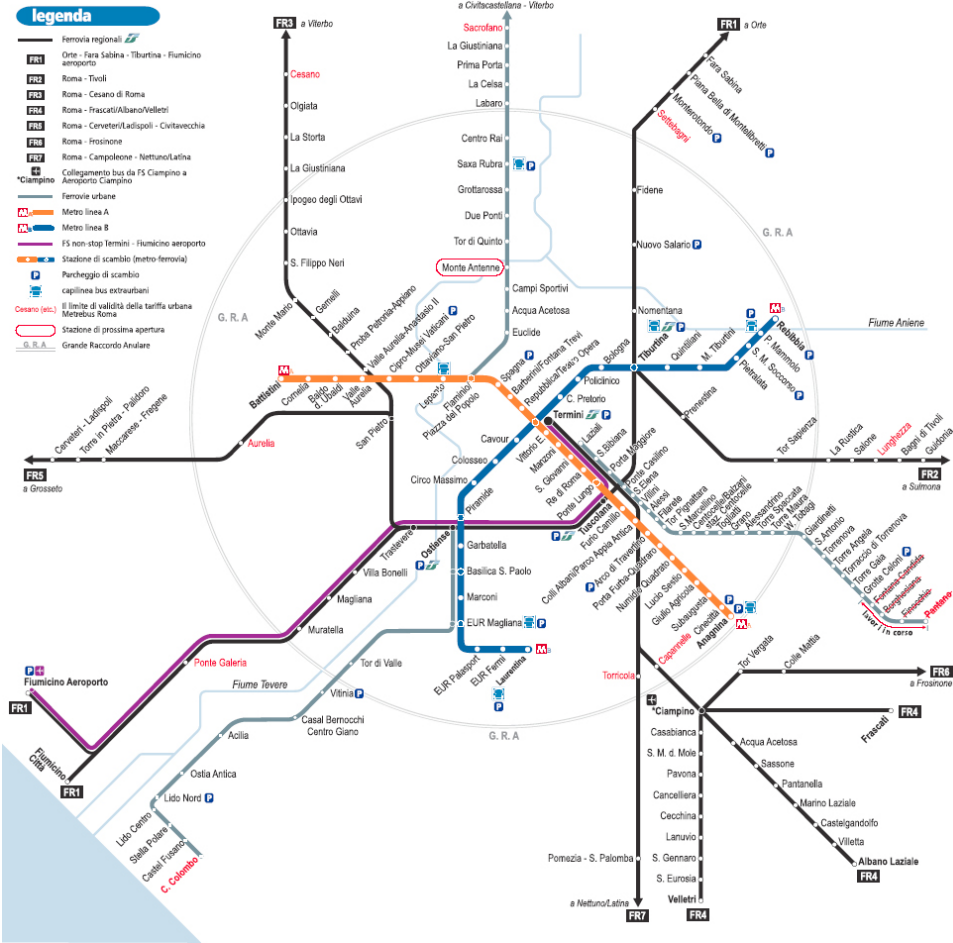 legenda
Ferrovia regionali
FR1 Orte - Fara Sabina - Tiburtina - Fiumicino
aeroporto
FR2 Roma - Tivoli
FR3 Roma - Cesano di Roma
FR4 Roma - Frascati/Albano/Velletri
FR5 Roma - Cerveteri/Ladispoli - Civitavecchia
FR6 Roma - Frosinone
FR7 Roma - Campoleone - Nettuno/Latina
*Ciampino Collegamento bus da FS Ciampino a
Aeroporto Ciampino
Ferrovie urbane
Metro linea A
Metro linea B
FS non-stop Termini - Fiumicino aeroporto
Stazione di scambio (metro-ferrovia)
P Parcheggio di scambio
capilinea bus extraurbani
Cesano (etc.) Il limite di validità della tariffa urbana
Metrebus Roma
Stazione di prossima apertura
G. R. A Grande Raccordo Anulare
FR3 a Viterbo
Cesano
Olgiata
La Storta
La Giustiniana
Ipogeo degli Ottavi
Ottavia
S. Filippo Neri
Monte Mario
Gemelli
Balduina
Proba Petronia-Appiano
Valle Aurelia-Anastasio II
Cipro-Musei Vaticani P
Ottaviano-San Pietro
a Civitacastellana - Viterbo
Sacrofano
La Giustiniana
Prima Porta
La Celsa
Labaro
Centro Rai
Saxa Rubra P
Grottarossa
Due Ponti
Tor di Quinto
Monte Antenne
Campi Sportivi
Acqua Acetosa
Euclide
FR1 a Orte
Fara Sabina
Piana Bella di Montelibretti P
Monterotondo P
Settebagni
Fidene
Nuovo Salario P
Nomentana
G. R. A
G. R. A
G. R. A
Fiume Aniene
Fiume Tevere
Battistini
Cornelia
Baldo
d. Ubaldi
Valle
Aurelia
Lepanto
Flaminio
Piazza del Popolo
Spagna P
Barberini/Fontana Trevi
Repubblica/Teatro Opera
Termini P
Vittorio E.
Manzoni
S. Giovanni
Re di Roma
Ponte Lungo
Tuscolana
P
Furio Camillo
Colli Albani/Parco Appia Antica
P Arco di Travertino
Porta Furba-Quadraro
Numidio Quadrato
Lucio Sestio
Giulio Agricola
Subaugusta
Cinecittà
Anagnina
P
P
Rebibbia
P. Mammolo P
S. M. Soccorso P
Pietralata
M. Tiburtini
P
Quintiliani
Tiburtina
P
Bologna
Policlinico
C. Pretorio
Cavour
Colosseo
Circo Massimo
Piramide
Ostiense
P
Garbatella
Basilica S. Paolo
Marconi
EUR Magliana P
EUR Palasport
EUR Fermi
Laurentina
P
Prenestina
Tor Sapienza
La Rustica
Salone
Lunghezza
Bagni di Tivoli
Guidonia
FR2
a Sulmona
Laziali
S.Bibiana
Porta Maggiore
Ponte Casilino
S.Elena
Villini
Alessi
Filarete
Tor Pignattara
S.Marcellino
Centocelle/Balzani
staz. Centocelle
Togliatti
Grano
Alessandrino
Torre Spaccata
Torre Maura
W. Tobagi
Giardinetti
S.Antonio
Torrenova
Torre Angela
Torraccio di Torrenova
Torre Gaia
Grotte Celoni P
Fontana Candida
Borghesiana
Finocchio
Pantano
lavori in corso
Cerveteri - Ladispoli
Torre in Pietra - Palidoro
Maccarese - Fregene
Aurelia
San Pietro
FR5
a Grosseto
Trastevere
Villa Bonelli
Magliana
Muratella
Ponte Galeria
P
Fiumicino Aeroporto
FR1
Fiumicino
Città
FR1
Tor di Valle
Vitinia P
Casal Bernocchi
Centro Giano
Acilia
Ostia Antica
Lido Nord P
Lido Centro
Stella Polare
Castel Fusano
C. Colombo
Torricola
Capannelle
*Ciampino
Tor Vergata
Colle Mattia
FR6
a Frosinone
FR4
Frascati
Casabianca
S. M. d. Mole
Pavona
Cancelliera
Cecchina
Lanuvio
S. Gennaro
S. Eurosia
Velletri
FR4
Acqua Acetosa
Sassone
Pantanella
Marino Laziale
Castelgandolfo
Villetta
Albano Laziale
FR4
Pomezia - S. Palomba
a Nettuno/Latina
FR7